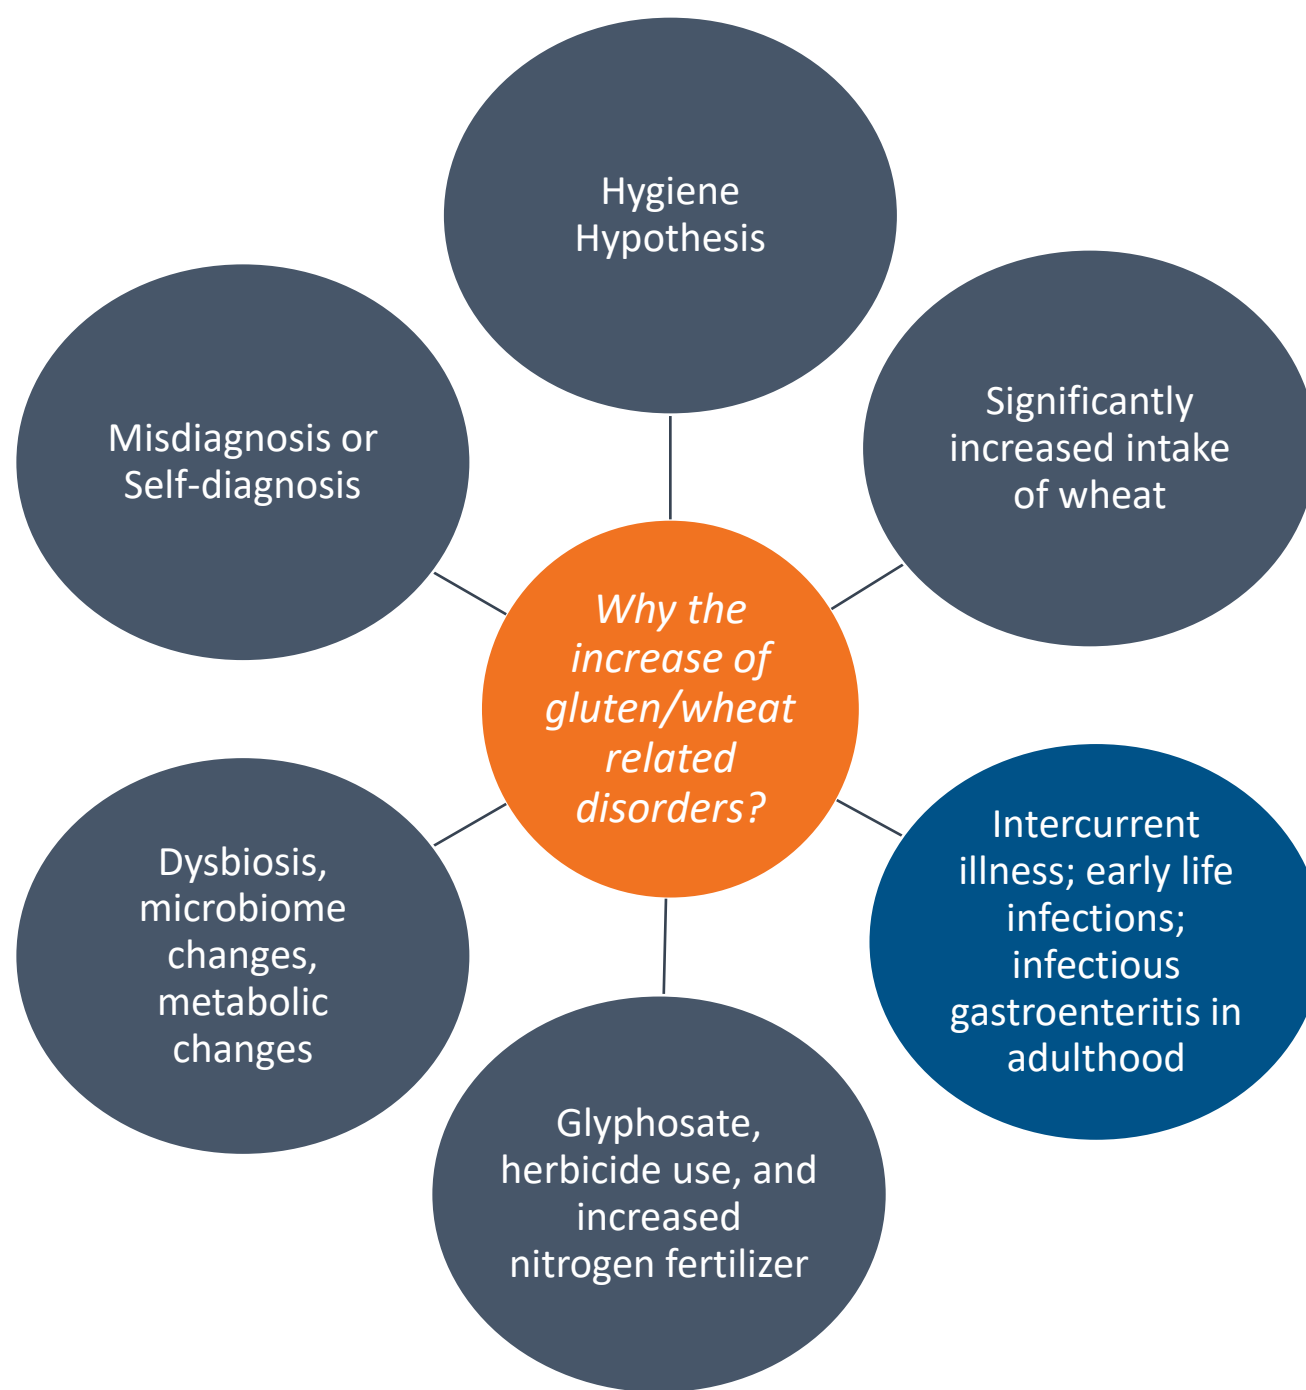 Hygiene
Hypothesis
Significantly
increased intake
of wheat
Misdiagnosis or
Self-diagnosis
Why the
increase of
gluten/wheat
related
disorders?
Intercurrent
illness; early life
infections;
infectious
gastroenteritis in
adulthood
Dysbiosis,
microbiome
changes,
metabolic
changes
Glyphosate,
herbicide use, and
increased
nitrogen fertilizer